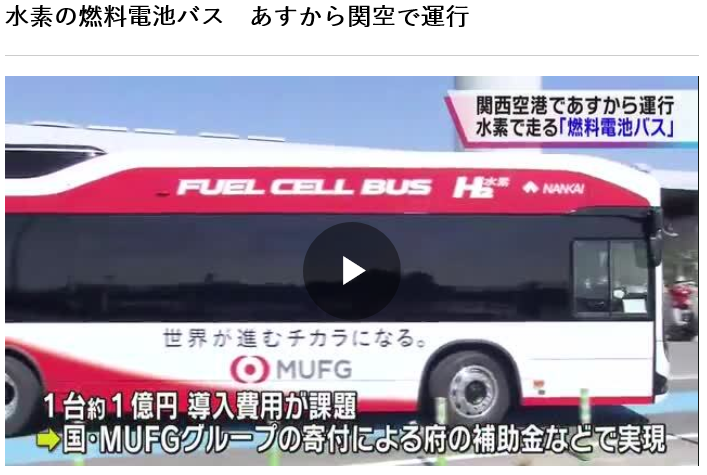 水素の燃料電池バス　あすから関空で運行
関西空港であすから運行
水素で走る「燃料電池バス」
FUEL CELL BUS H2 水素 NANKAI
世界が進むチカラになる。
MUFG
1台約1億円 導入費用が課題
➡国・MUFGグループの寄付による府の補助金などで実現